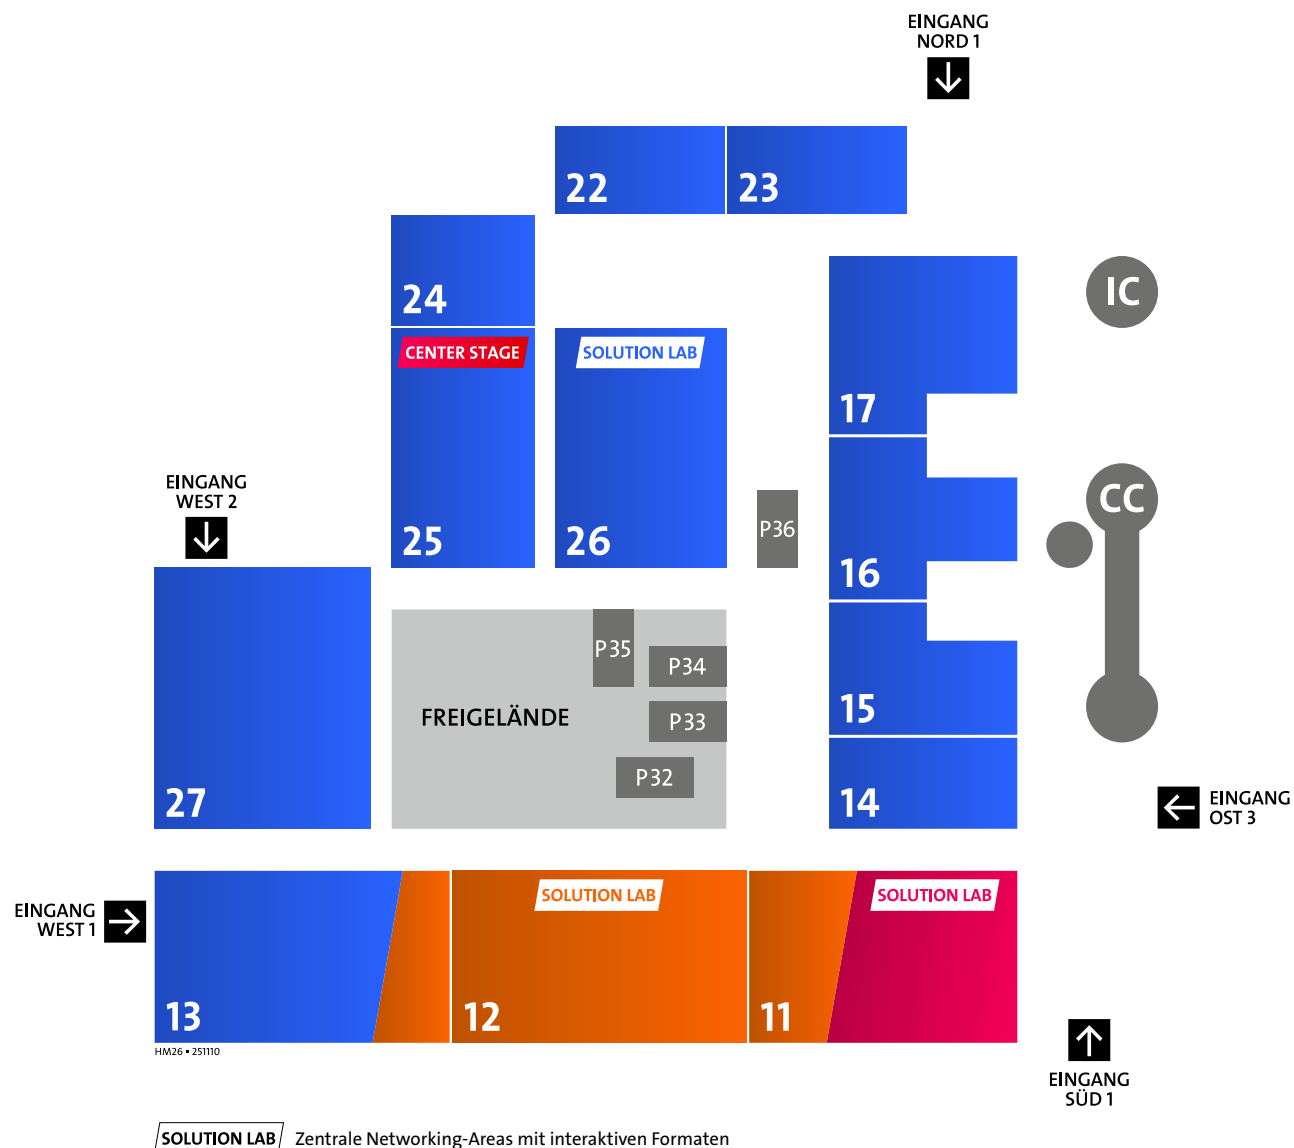 EINGANG
NORD 1
22
23
24
CENTER STAGE
SOLUTION LAB
IC
17
EINGANG
WEST 2
25
26
P36
CC
16
P35
P34
FREIGELÄNDE
P33
15
P32
27
14
EINGANG
OST 3
SOLUTION LAB
SOLUTION LAB
EINGANG
WEST 1
13
12
11
HM26 ▪ 251110
EINGANG
SÜD 1
SOLUTION LAB Zentrale Networking-Areas mit interaktiven Formaten